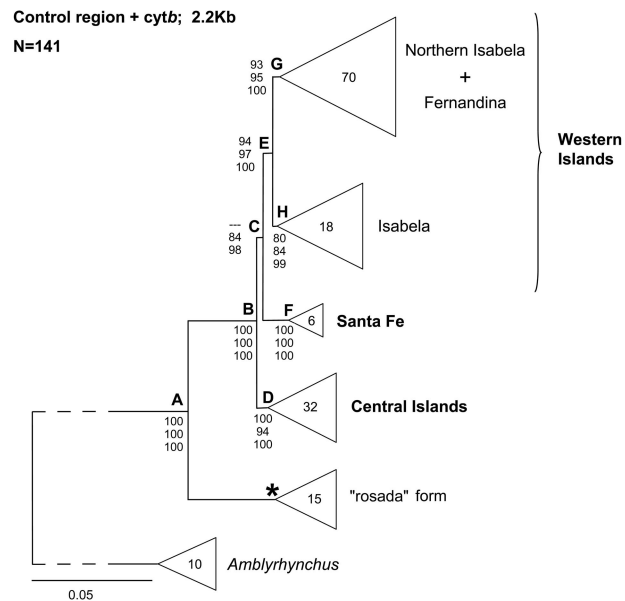 Control region + cytb; 2.2Kb
N=141
93
95
100
G
70
Northern Isabela
+
Fernandina
Western
Islands
94
97
100
E
---
84
98
C
H
80
84
99
18
Isabela
B
100
100
100
F
100
100
100
6
Santa Fe
A
100
100
100
D
100
94
100
32
Central Islands
*
15
"rosada" form
10
Amblyrhynchus
0.05